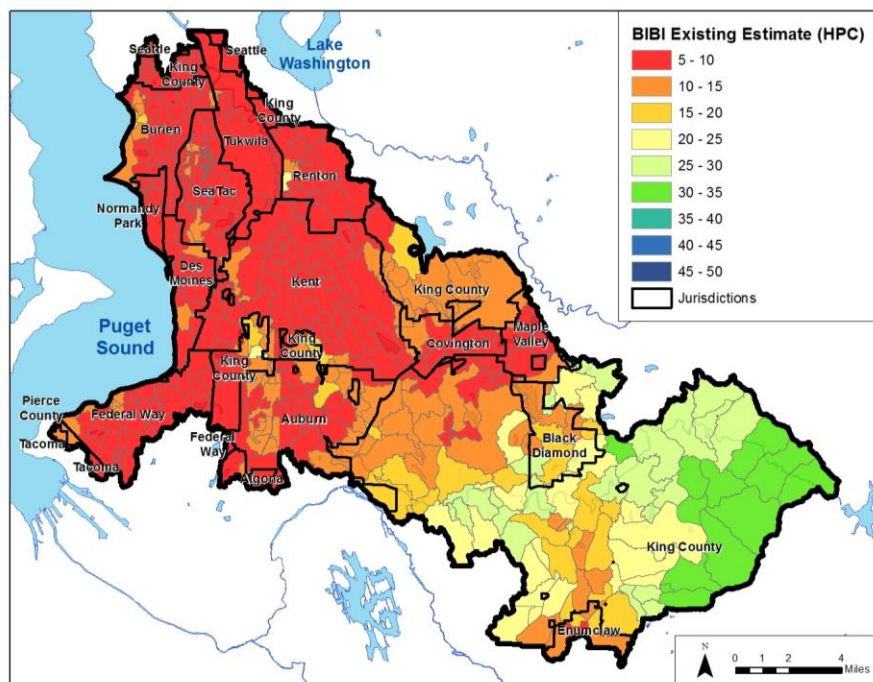 Seattle
Seattle
Lake
Washington
King
County
King
County
Burien
Tukwila
Renton
SeaTac
Normandy
Park
Des
Moines
Kent
King County
Puget
Sound
King
County
King
County
Covington
Maple
Valley
Pierce
County
Federal Way
Auburn
Tacoma
Federal
Way
Black
Diamond
Tacoma
Algona
King County
Enumclaw
BIBI Existing Estimate (HPC)
5 - 10
10 - 15
15 - 20
20 - 25
25 - 30
30 - 35
35 - 40
40 - 45
45 - 50
Jurisdictions
N
0 1 2 4
Miles